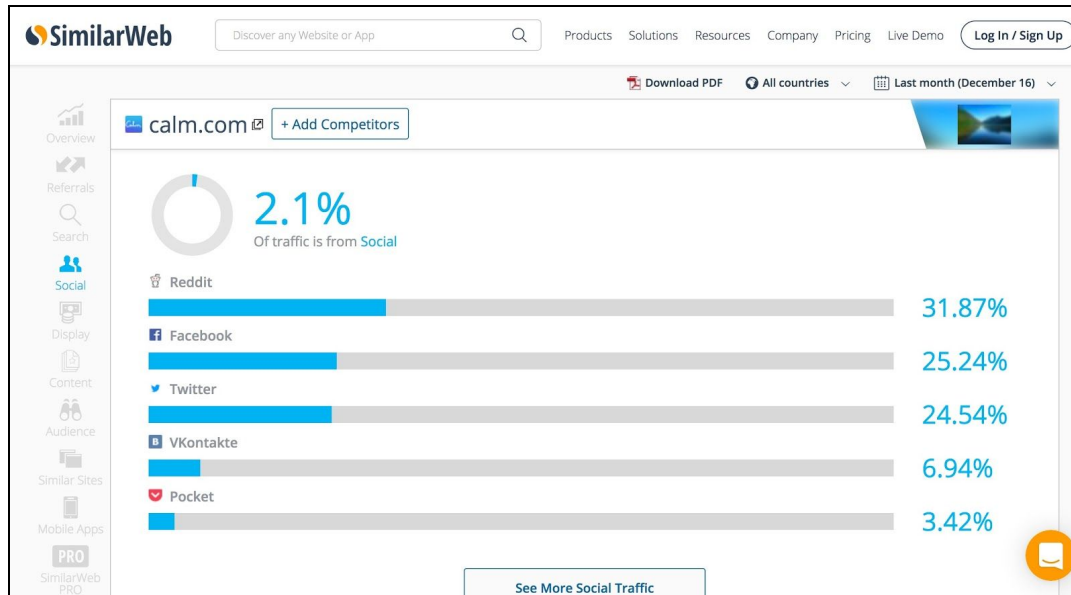 SimilarWeb
Discover any Website or App
Products Solutions Resources Company Pricing Live Demo Log In / Sign Up
Download PDF All countries Last month (December 16)
calm.com + Add Competitors
Overview
Referrals
Search
Social
Display
Content
Audience
Similar Sites
Mobile Apps
PRO
SimilarWeb
PRO
2.1%
Of traffic is from Social
Reddit
31.87%
Facebook
25.24%
Twitter
24.54%
VKontakte
6.94%
Pocket
3.42%
See More Social Traffic